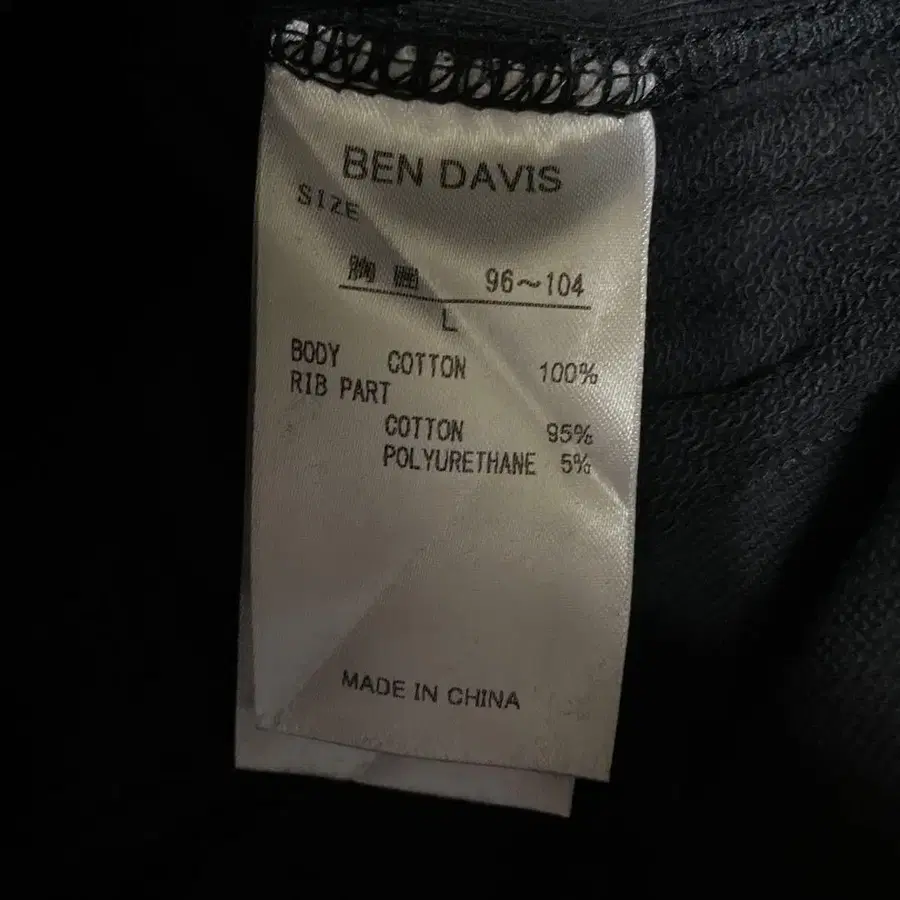 BEN DAVIS
SIZE
胸囲 96～104
L
BODY COTTON 100%
RIB PART
COTTON 95%
POLYURETHANE 5%
MADE IN CHINA